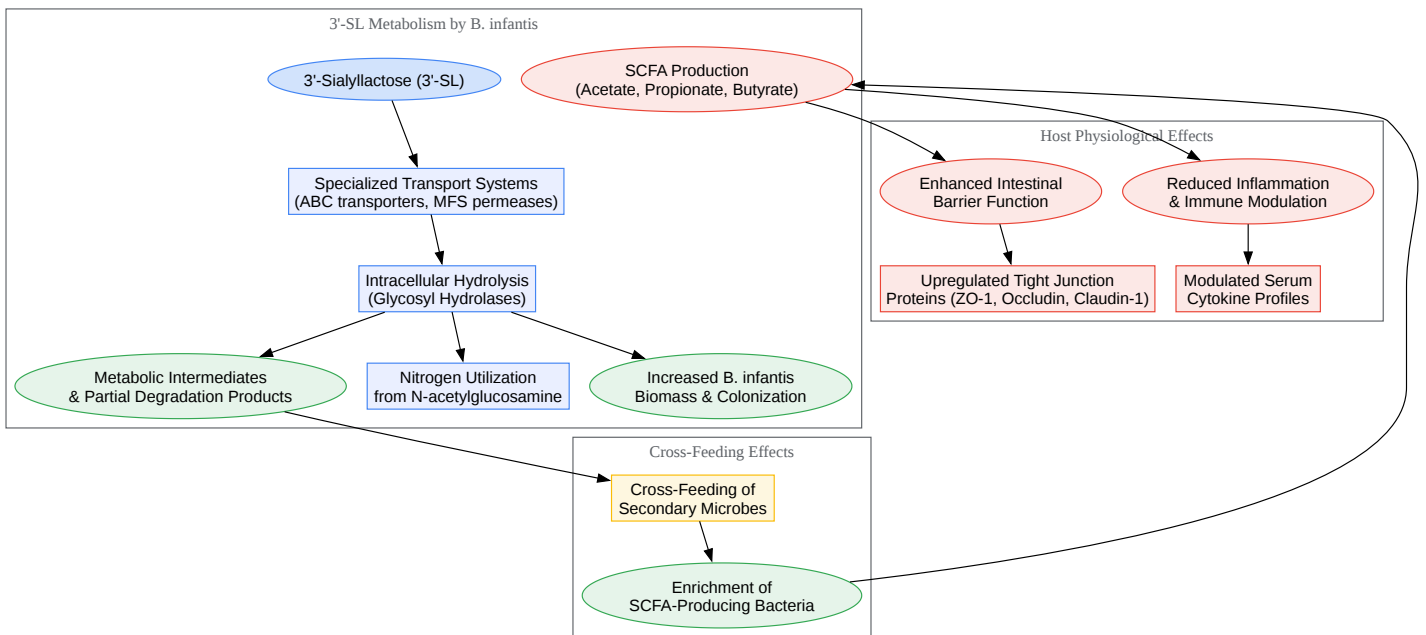 3'-SL Metabolism by B. infantis
3'-Sialyllactose (3'-SL)
SCFA Production
(Acetate, Propionate, Butyrate)
Specialized Transport Systems
(ABC transporters, MFS permeases)
Intracellular Hydrolysis
(Glycosyl Hydrolases)
Metabolic Intermediates
& Partial Degradation Products
Nitrogen Utilization
from N-acetylglucosamine
Increased B. infantis
Biomass & Colonization
Host Physiological Effects
Enhanced Intestinal
Barrier Function
Reduced Inflammation
& Immune Modulation
Upregulated Tight Junction
Proteins (ZO-1, Occludin, Claudin-1)
Modulated Serum
Cytokine Profiles
Cross-Feeding Effects
Cross-Feeding of
Secondary Microbes
Enrichment of
SCFA-Producing Bacteria